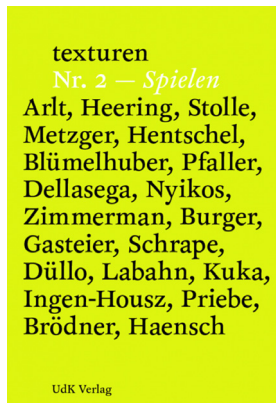 texturen
Nr. 2 — Spielen
Arlt, Heering, Stolle,
Metzger, Hentschel,
Blümelhuber, Pfaller,
Dellasega, Nyikos,
Zimmerman, Burger,
Gasteier, Schrape,
Düllo, Labahn, Kuka,
Ingen-Housz, Priebe,
Brödner, Haensch
UdK Verlag